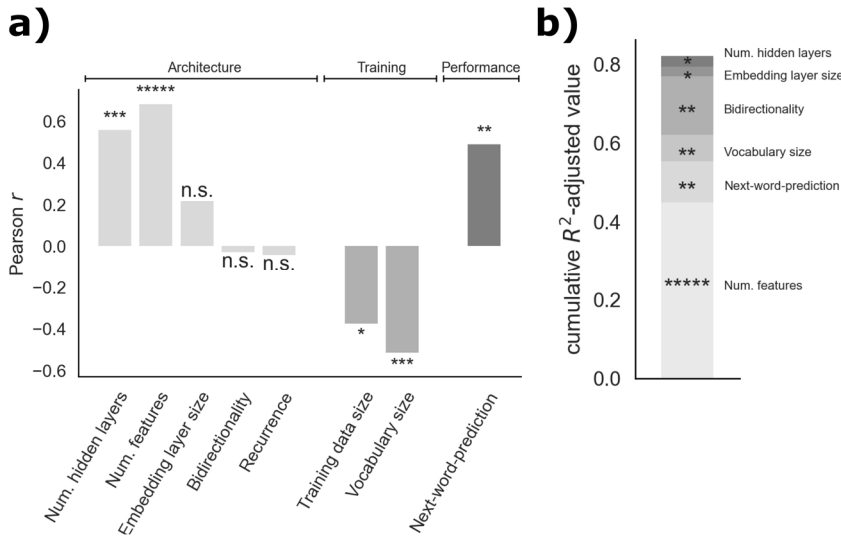 a)
Architecture
Training
Performance
Pearson r
0.6
0.4
0.2
0.0
−0.2
−0.4
−0.6
***
*****
n.s.
n.s.
n.s.
*
***
**
Num. hidden layers
Num. features
Embedding layer size
Bidirectionality
Recurrence
Training data size
Vocabulary size
Next-word-prediction
b)
cumulative R²-adjusted value
0.8
0.6
0.4
0.2
0.0
* Num. hidden layers
* Embedding layer size
** Bidirectionality
** Vocabulary size
** Next-word-prediction
***** Num. features